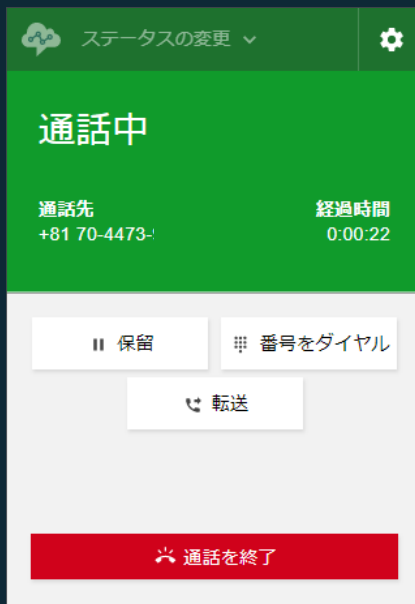 ステータスの変更
通話中
通話先 経過時間
+81 70-4473- 0:00:22
保留 番号をダイヤル
転送
通話を終了